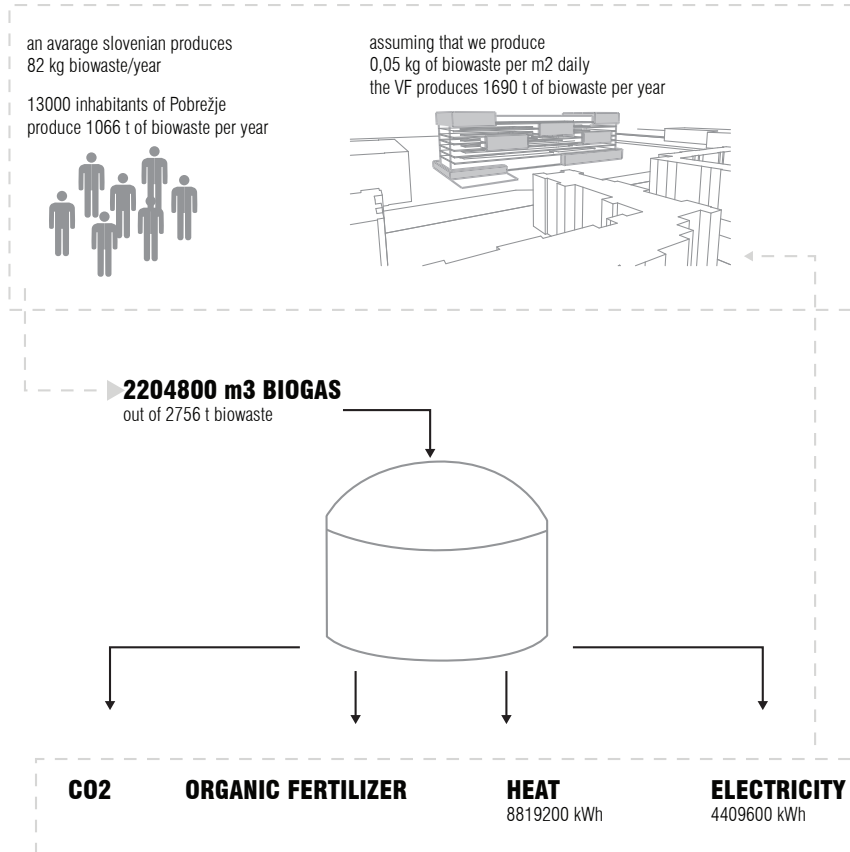 an avarage slovenian produces
82 kg biowaste/year
13000 inhabitants of Pobrežje
produce 1066 t of biowaste per year
assuming that we produce
0,05 kg of biowaste per m2 daily
the VF produces 1690 t of biowaste per year
2204800 m3 BIOGAS
out of 2756 t biowaste
CO2
ORGANIC FERTILIZER
HEAT
8819200 kWh
ELECTRICITY
4409600 kWh